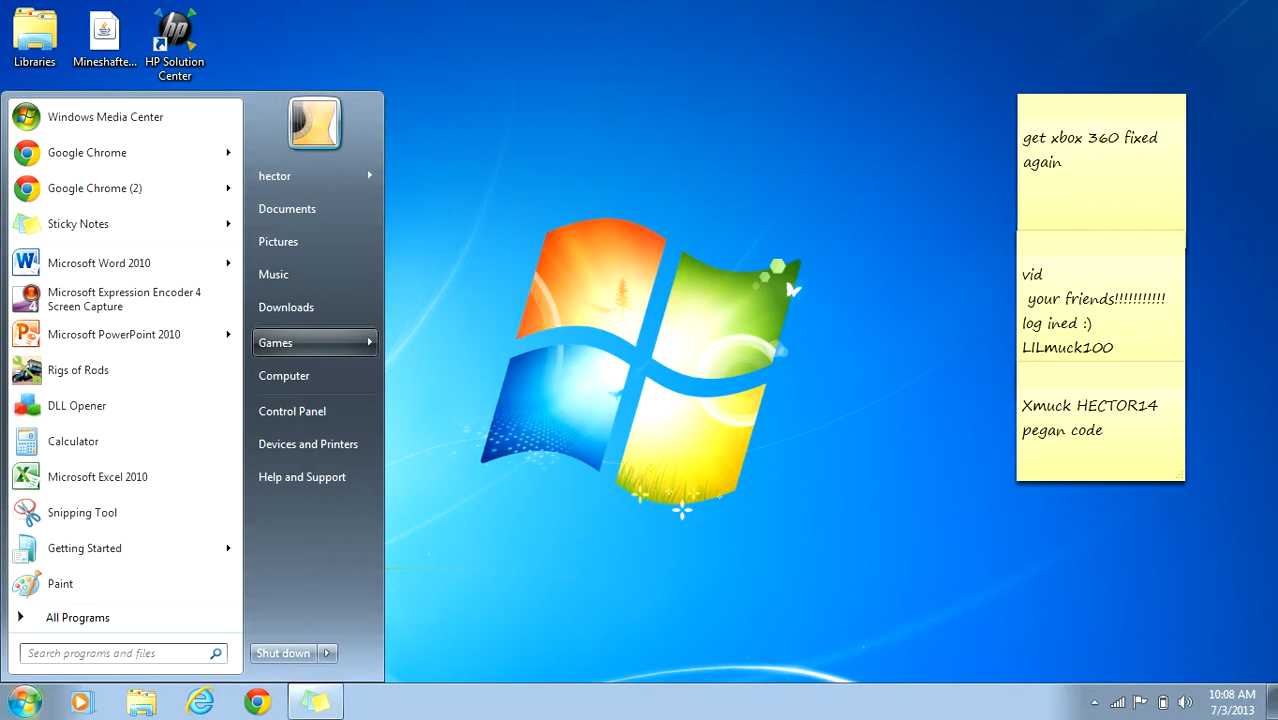 Libraries
Mineshafte...
HP Solution
Center
Windows Media Center
Google Chrome
Google Chrome (2)
Sticky Notes
Microsoft Word 2010
Microsoft Expression Encoder 4
Screen Capture
Microsoft PowerPoint 2010
Rigs of Rods
DLL Opener
Calculator
Microsoft Excel 2010
Snipping Tool
Getting Started
Paint
All Programs
Search programs and files
hector
Documents
Pictures
Music
Downloads
Games
Computer
Control Panel
Devices and Printers
Help and Support
Shut down
get xbox 360 fixed
again
vid
your friends!!!!!!!!!!!
log ined :)
LILmuck100
Xmuck HECTOR14
pegan code
10:08 AM
7/3/2013